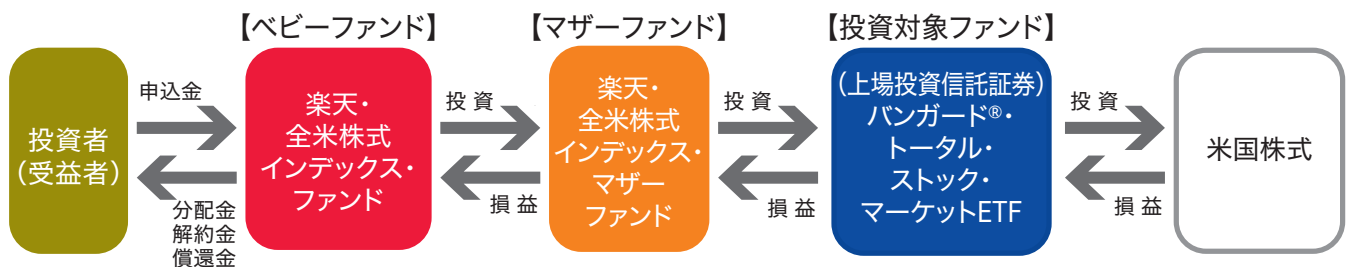 【ベビーファンド】
【マザーファンド】
【投資対象ファンド】
投資者
(受益者)
申込金
分配金
解約金
償還金
楽天・
全米株式
インデックス・
ファンド
投資
損益
楽天・
全米株式
インデックス・
マザー
ファンド
投資
損益
(上場投資信託証券)
バンガード®・
トータル・
ストック・
マーケットETF
投資
損益
米国株式